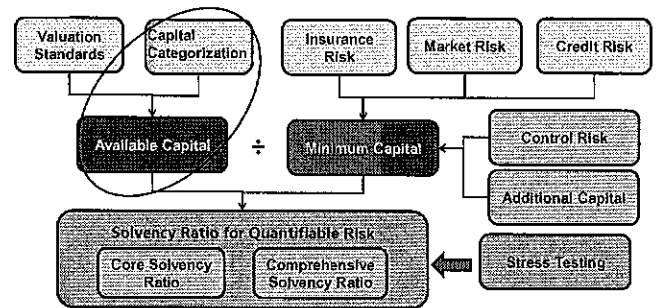 Valuation
Standards
Capital
Categorization
Insurance
Risk
Market Risk
Credit Risk
Available Capital
÷
Minimum Capital
Control Risk
Additional Capital
Solvency Ratio for Quantifiable Risk
Core Solvency
Ratio
Comprehensive
Solvency Ratio
Stress Testing